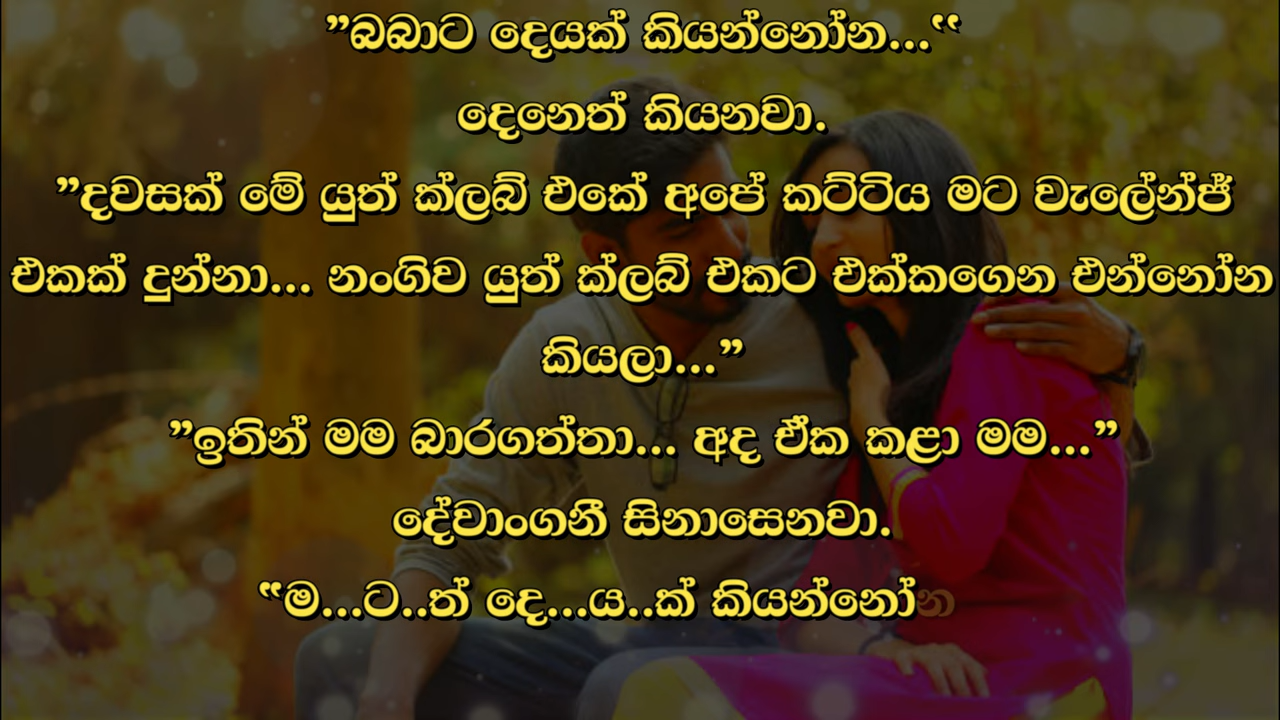 ”බබාට දෙයක් කියන්නෝන...“
දෙනෙත් කියනවා.
”දවසක් මේ යූත් ක්ලබ් එකේ අපේ කට්ටිය මට චැලේන්ජ්
එකක් දුන්නා... නංගිව යූත් ක්ලබ් එකට එක්කගෙන එන්නෝන
කියලා...”
”ඉතින් මම බාරගත්තා... අද ඒක කළා මම...”
දේවාංගනී සිනාසෙනවා.
“ම...ට..ත් දෙ...ය..ක් කියන්නෝන